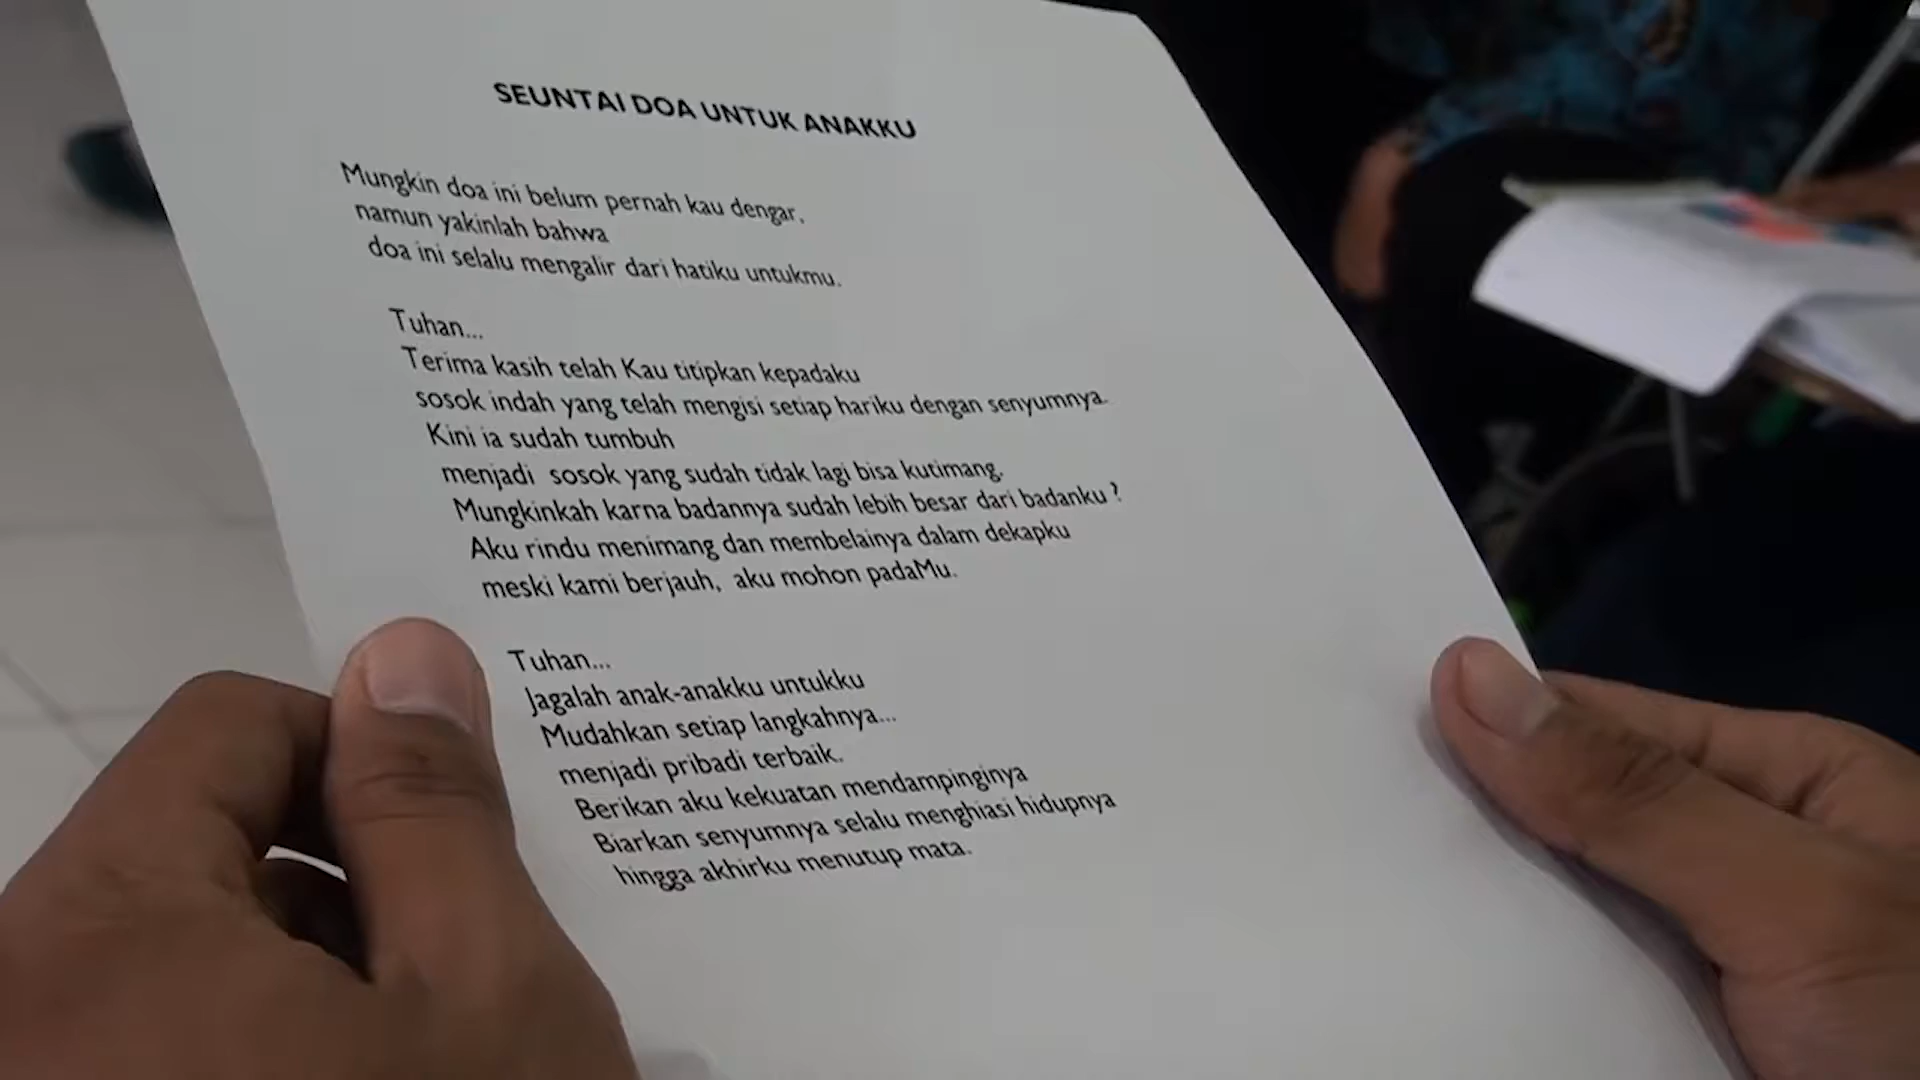 SEUNTAI DOA UNTUK ANAKKU
Mungkin doa ini belum pernah kau dengar,
namun yakinlah bahwa
doa ini selalu mengalir dari hatiku untukmu.
Tuhan...
Terima kasih telah Kau titipkan kepadaku
sosok indah yang telah mengisi setiap hariku dengan senyumnya.
Kini ia sudah tumbuh
menjadi sosok yang sudah tidak lagi bisa kutimang.
Mungkinkah karna badannya sudah lebih besar dari badanku ?
Aku rindu menimang dan membelainya dalam dekapku
meski kami berjauh, aku mohon padaMu.
Tuhan...
Jagalah anak-anakku untukku
Mudahkan setiap langkahnya...
menjadi pribadi terbaik.
Berikan aku kekuatan mendampinginya
Biarkan senyumnya selalu menghiasi hidupnya
hingga akhirku menutup mata.